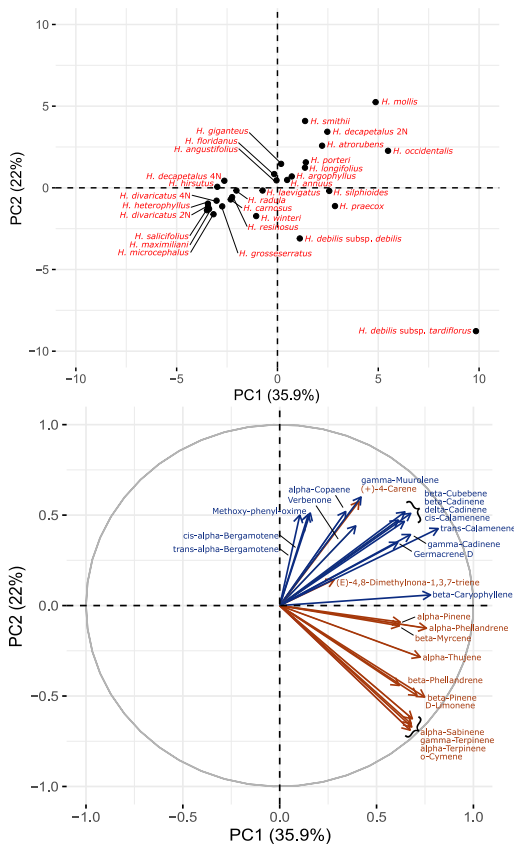 10
H. mollis
5
H. smithii
H. decapetalus 2N
H. giganteus
H. atrorubens
H. floridanus
H. occidentalis
H. angustifolius
H. porteri
H. longifolius
H. decapetalus 4N
H. argophyllus
H. hirsutus
H. annuus
0
H. divaricatus 4N
H. laevigatus
H. silphioides
H. heterophyllus
H. radula
H. divaricatus 2N
H. carnosus
H. praecox
H. winteri
H. salicifolius
H. resinosus
H. maximiliani
H. debilis subsp. debilis
H. microcephalus
H. grosseserratus
−5
H. debilis subsp. tardiflorus
−10
PC2 (22%)
−10
−5
0
5
10
PC1 (35.9%)
1.0
gamma-Muurolene
(+)-4-Carene
alpha-Copaene
Verbenone
beta-Cubebene
beta-Cadinene
delta-Cadinene
cis-Calamenene
Methoxy-phenyl-oxime
0.5
trans-Calamenene
cis-alpha-Bergamotene
gamma-Cadinene
trans-alpha-Bergamotene
Germacrene D
(E)-4,8-Dimethylnona-1,3,7-triene
beta-Caryophyllene
0.0
alpha-Pinene
alpha-Phellandrene
beta-Myrcene
alpha-Thujene
beta-Phellandrene
−0.5
beta-Pinene
D-Limonene
alpha-Sabinene
gamma-Terpinene
alpha-Terpinene
o-Cymene
−1.0
PC2 (22%)
−1.0
−0.5
0.0
0.5
1.0
PC1 (35.9%)